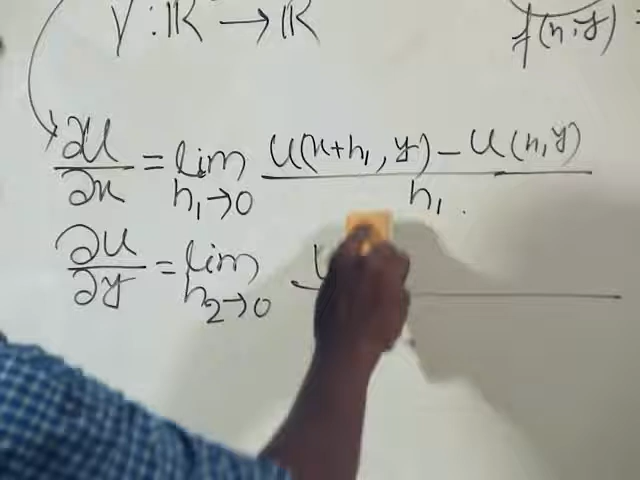 γ : ℝ → ℝ
f(x,y) =
∂u/∂x = lim h₁→0 u(x+h₁, y) – u(x,y) / h₁.
∂u/∂y = lim h₂→0